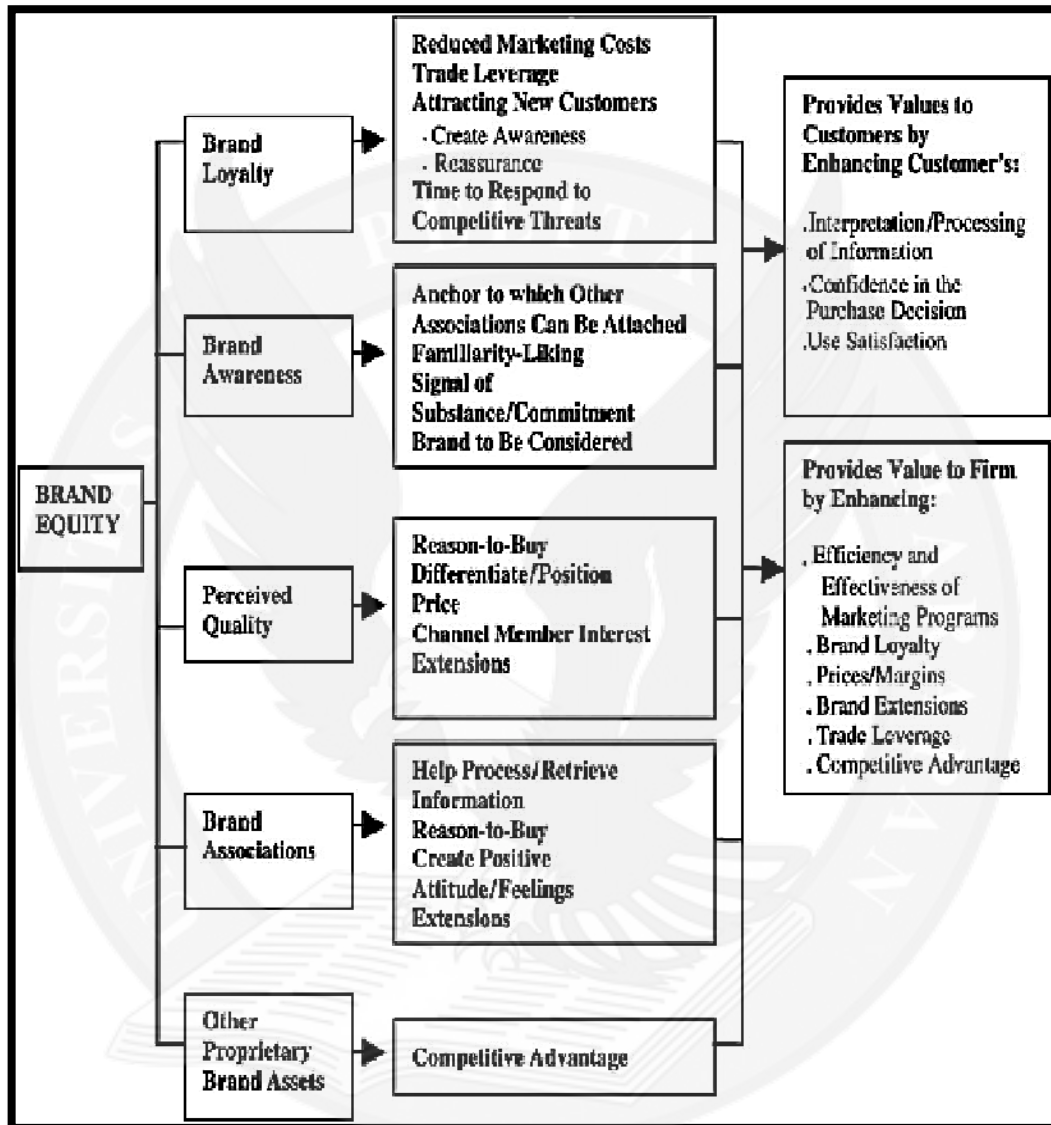 BRAND
EQUITY
Brand
Loyalty
Reduced Marketing Costs
Trade Leverage
Attracting New Customers
. Create Awareness
. Reassurance
Time to Respond to
Competitive Threats
Brand
Awareness
Anchor to which Other
Associations Can Be Attached
Familiarity-Liking
Signal of
Substance/Commitment
Brand to Be Considered
Perceived
Quality
Reason-to-Buy
Differentiate/Position
Price
Channel Member Interest
Extensions
Brand
Associations
Help Process/Retrieve
Information
Reason-to-Buy
Create Positive
Attitude/Feelings
Extensions
Other
Proprietary
Brand Assets
Competitive Advantage
Provides Values to
Customers by
Enhancing Customer's:
. Interpretation/Processing
of Information
. Confidence in the
Purchase Decision
. Use Satisfaction
Provides Value to Firm
by Enhancing:
. Efficiency and
Effectiveness of
Marketing Programs
. Brand Loyalty
. Prices/Margins
. Brand Extensions
. Trade Leverage
. Competitive Advantage